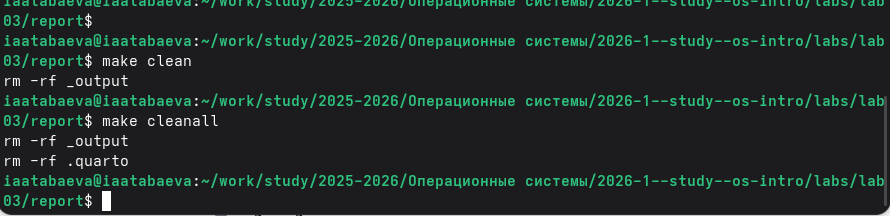 iaatabaeva@iaatabaeva:~/work/study/2025-2026/Операционные системы/2026-1--study--os-intro/labs/lab
03/report$
iaatabaeva@iaatabaeva:~/work/study/2025-2026/Операционные системы/2026-1--study--os-intro/labs/lab
03/report$ make clean
rm -rf _output
iaatabaeva@iaatabaeva:~/work/study/2025-2026/Операционные системы/2026-1--study--os-intro/labs/lab
03/report$ make cleanall
rm -rf _output
rm -rf .quarto
iaatabaeva@iaatabaeva:~/work/study/2025-2026/Операционные системы/2026-1--study--os-intro/labs/lab
03/report$